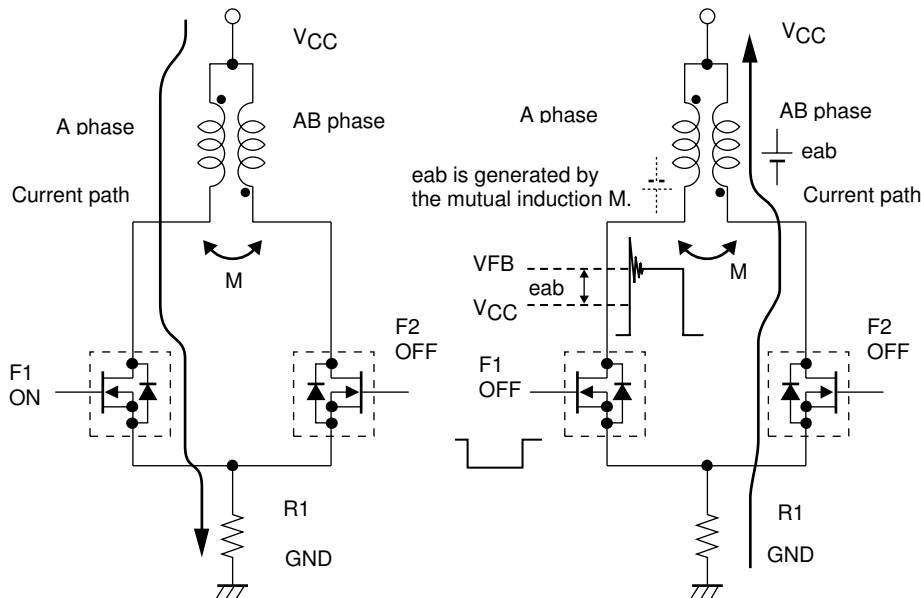 VCC
A phase
AB phase
Current path
M
F1
ON
F2
OFF
R1
GND
VCC
A phase
AB phase
eab
eab is generated by
the mutual induction M.
Current path
VFB
eab
VCC
M
F1
OFF
F2
OFF
R1
GND